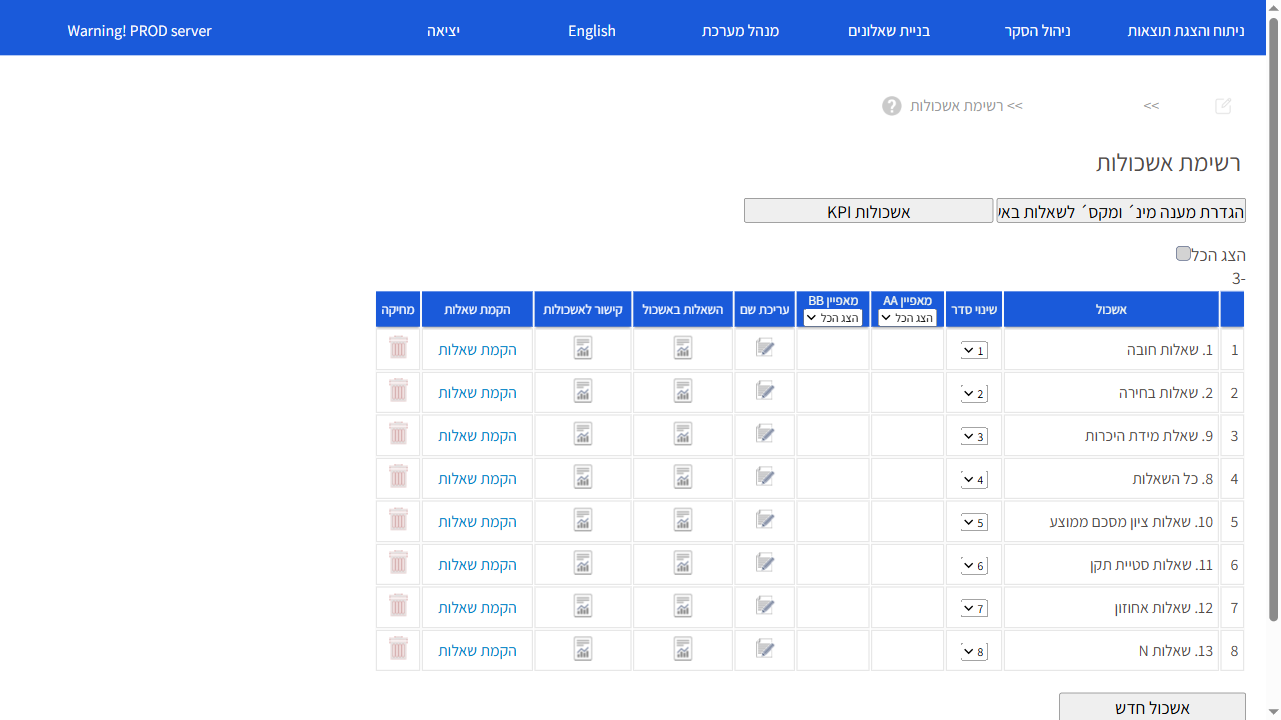 ניתוח והצגת תוצאות ניהול הסקר בניית שאלונים מנהל מערכת English יציאה Warning! PROD server
>> >> רשימת אשכולות ?
רשימת אשכולות
הגדרת מענה מינ´ ומקס´ לשאלות באש אשכולות KPI
הצג הכל
3-
אשכול שינוי סדר מאפיין AA הצג הכל מאפיין BB הצג הכל עריכת שם השאלות באשכול קישור לאשכולות הקמת שאלות מחיקה
1 1. שאלות חובה 1 הקמת שאלות
2 2. שאלות בחירה 2 הקמת שאלות
3 9. שאלת מידת היכרות 3 הקמת שאלות
4 8. כל השאלות 4 הקמת שאלות
5 10. שאלות ציון מסכם ממוצע 5 הקמת שאלות
6 11. שאלות סטיית תקן 6 הקמת שאלות
7 12. שאלות אחוזון 7 הקמת שאלות
8 13. שאלות N 8 הקמת שאלות
אשכול חדש